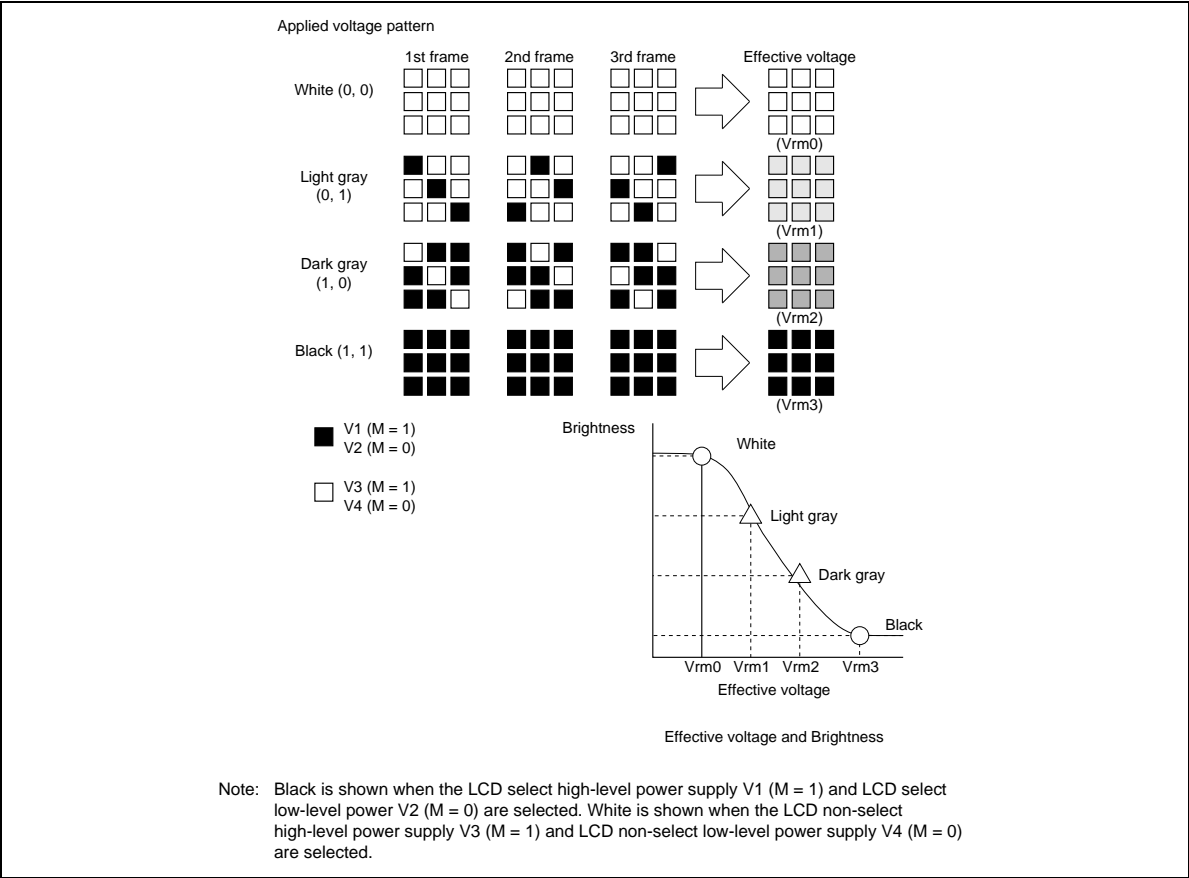 Applied voltage pattern
1st frame 2nd frame 3rd frame Effective voltage
White (0, 0)
(Vrm0)
Light gray
(0, 1)
(Vrm1)
Dark gray
(1, 0)
(Vrm2)
Black (1, 1)
(Vrm3)
V1 (M = 1)
V2 (M = 0)
V3 (M = 1)
V4 (M = 0)
Brightness
White
Light gray
Dark gray
Black
Vrm0 Vrm1 Vrm2 Vrm3
Effective voltage
Effective voltage and Brightness
Note: Black is shown when the LCD select high-level power supply V1 (M = 1) and LCD select
low-level power V2 (M = 0) are selected. White is shown when the LCD non-select
high-level power supply V3 (M = 1) and LCD non-select low-level power supply V4 (M = 0)
are selected.